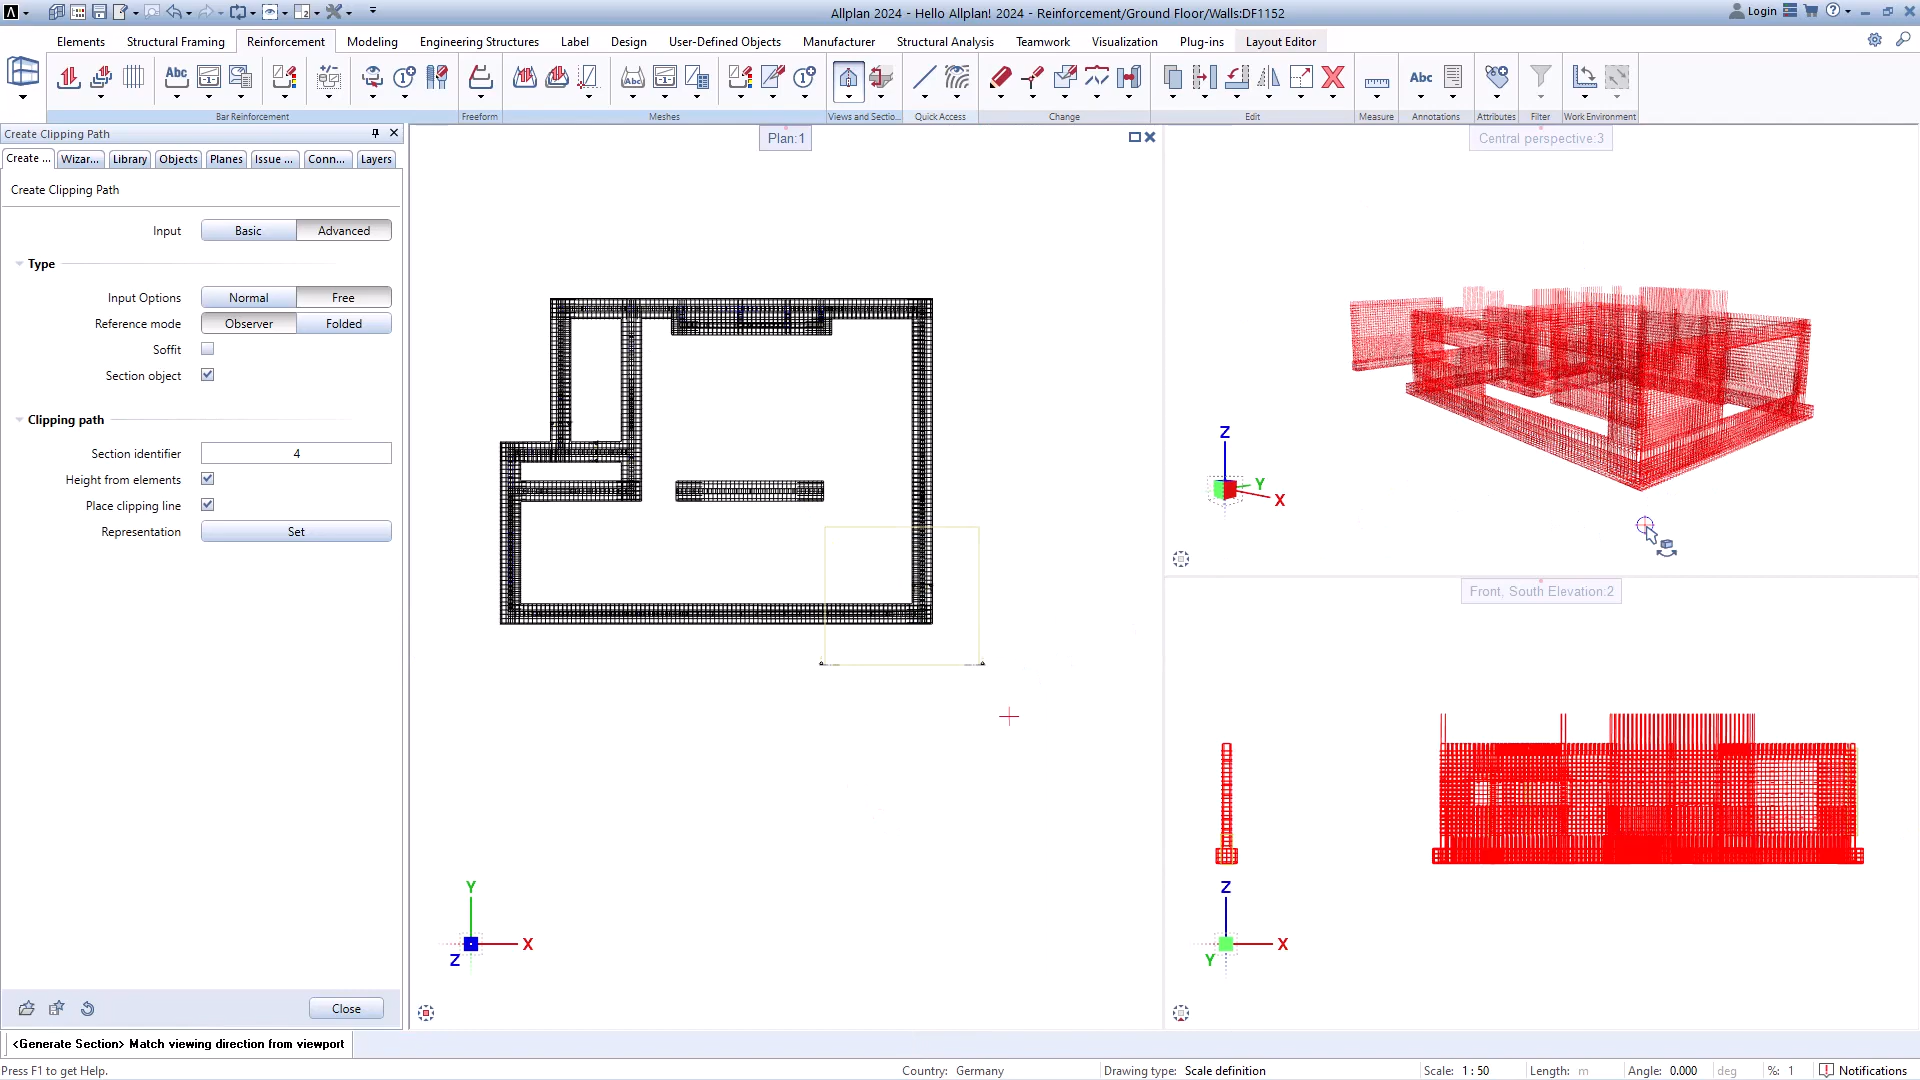 Allplan 2024 - Hello Allplan! 2024 - Reinforcement/Ground Floor/Walls:DF1152
Login
Elements Structural Framing Reinforcement Modeling Engineering Structures Label Design User-Defined Objects Manufacturer Structural Analysis Teamwork Visualization Plug-ins Layout Editor
Bar Reinforcement Freeform Meshes Views and Sectio... Quick Access Change Edit Measure Annotations Attributes Filter Work Environment
Create Clipping Path
Create ... Wizar... Library Objects Planes Issue ... Conn... Layers
Create Clipping Path
Input Basic Advanced
Type
Input Options Normal Free
Reference mode Observer Folded
Soffit
Section object
Clipping path
Section identifier 4
Height from elements
Place clipping line
Representation Set
Close
Plan:1
Y
X
Z
Central perspective:3
Z
Y
X
Front, South Elevation:2
Z
X
Y
<Generate Section> Match viewing direction from viewport
Press F1 to get Help.
Country: Germany
Drawing type: Scale definition
Scale: 1 : 50
Length: m
Angle: 0.000 deg
%: 1
Notifications